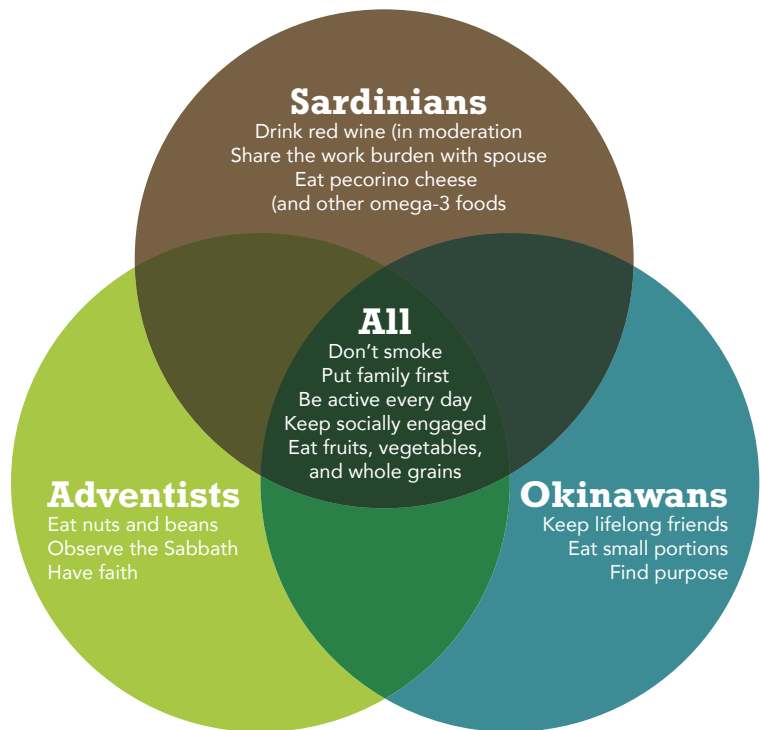 Sardinians
Drink red wine (in moderation
Share the work burden with spouse
Eat pecorino cheese
(and other omega-3 foods
All
Don’t smoke
Put family first
Be active every day
Keep socially engaged
Eat fruits, vegetables,
and whole grains
Adventists
Eat nuts and beans
Observe the Sabbath
Have faith
Okinawans
Keep lifelong friends
Eat small portions
Find purpose